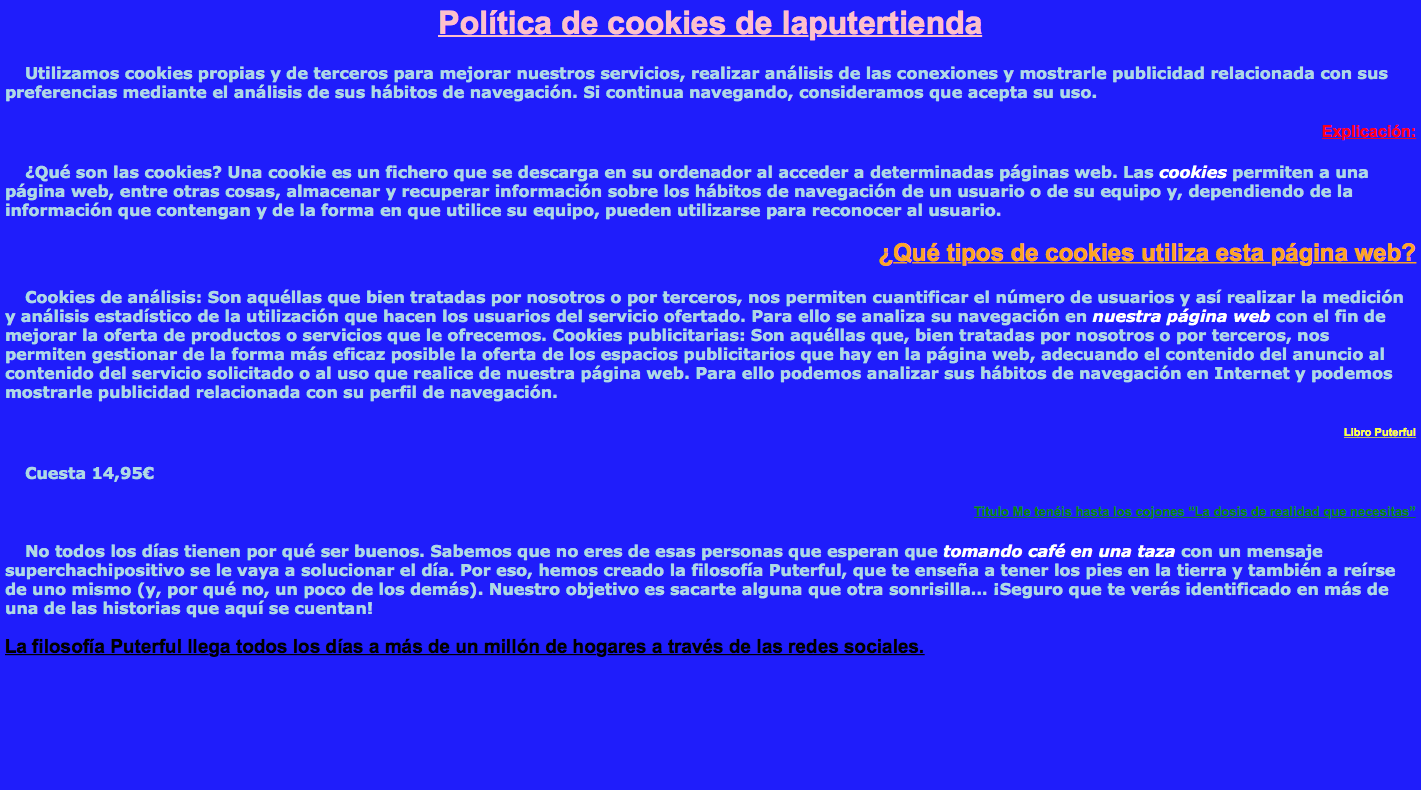 Política de cookies de laputertienda
Utilizamos cookies propias y de terceros para mejorar nuestros servicios, realizar análisis de las conexiones y mostrarle publicidad relacionada con sus
preferencias mediante el análisis de sus hábitos de navegación. Si continua navegando, consideramos que acepta su uso.
Explicación:
¿Qué son las cookies? Una cookie es un fichero que se descarga en su ordenador al acceder a determinadas páginas web. Las cookies permiten a una
página web, entre otras cosas, almacenar y recuperar información sobre los hábitos de navegación de un usuario o de su equipo y, dependiendo de la
información que contengan y de la forma en que utilice su equipo, pueden utilizarse para reconocer al usuario.
¿Qué tipos de cookies utiliza esta página web?
Cookies de análisis: Son aquéllas que bien tratadas por nosotros o por terceros, nos permiten cuantificar el número de usuarios y así realizar la medición
y análisis estadístico de la utilización que hacen los usuarios del servicio ofertado. Para ello se analiza su navegación en nuestra página web con el fin de
mejorar la oferta de productos o servicios que le ofrecemos. Cookies publicitarias: Son aquéllas que, bien tratadas por nosotros o por terceros, nos
permiten gestionar de la forma más eficaz posible la oferta de los espacios publicitarios que hay en la página web, adecuando el contenido del anuncio al
contenido del servicio solicitado o al uso que realice de nuestra página web. Para ello podemos analizar sus hábitos de navegación en Internet y podemos
mostrarle publicidad relacionada con su perfil de navegación.
Libro Puterful
Cuesta 14,95€
Titulo Me tenéis hasta los cojones "La dosis de realidad que necesitas"
No todos los días tienen por qué ser buenos. Sabemos que no eres de esas personas que esperan que tomando café en una taza con un mensaje
superchachipositivo se le vaya a solucionar el día. Por eso, hemos creado la filosofía Puterful, que te enseña a tener los pies en la tierra y también a reírse
de uno mismo (y, por qué no, un poco de los demás). Nuestro objetivo es sacarte alguna que otra sonrisilla... ¡Seguro que te verás identificado en más de
una de las historias que aquí se cuentan!
La filosofía Puterful llega todos los días a más de un millón de hogares a través de las redes sociales.